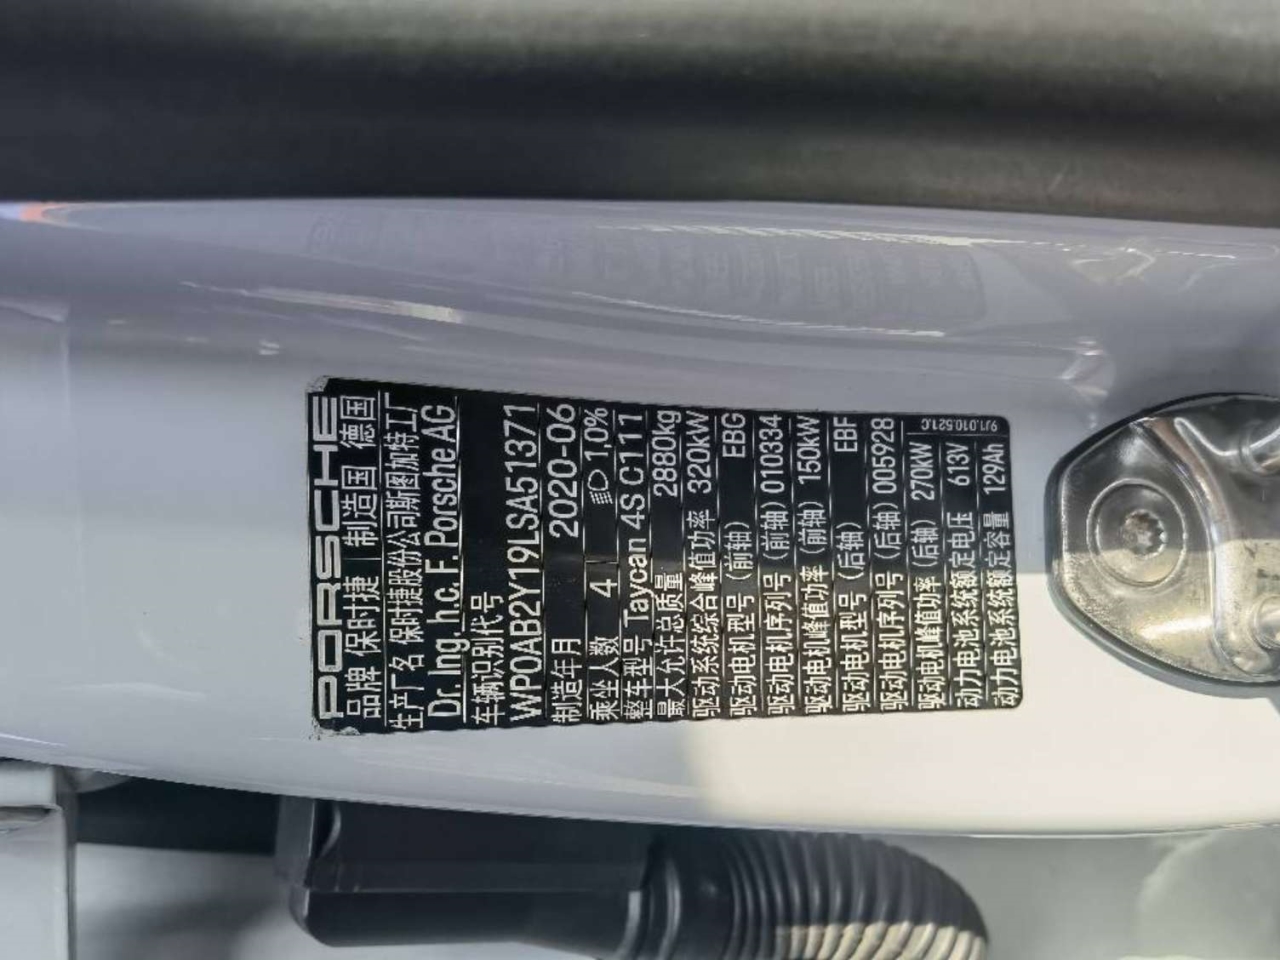 PORSCHE
品牌 保时捷 制造国 德国
生产厂名 保时捷股份公司斯图加特工厂
Dr. Ing. h.c. F. Porsche AG
车辆识别代号
WP0AB2Y19LSA51371
制造年月 2020-06
乘坐人数 4 1,0%
整车型号 Taycan 4S C111
最大允许总质量 2880kg
驱动系统综合峰值功率 320kW
驱动电机型号 (前轴) EBG
驱动电机序列号 (前轴) 010334
驱动电机峰值功率 (前轴) 150kW
驱动电机型号 (后轴) EBF
驱动电机序列号 (后轴) 005928
驱动电机峰值功率 (后轴) 270kW
动力电池系统额定电压 613V
动力电池系统额定容量 129Ah
9J1.010.521.C